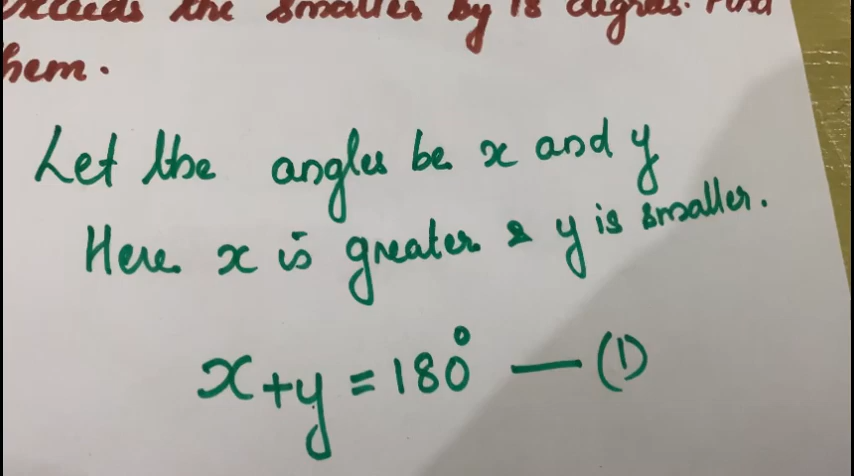 exceeds the smaller by 18 degrees. Find
them.
Let the angles be x and y
Here x is greater & y is smaller.
x+y = 180° — (1)